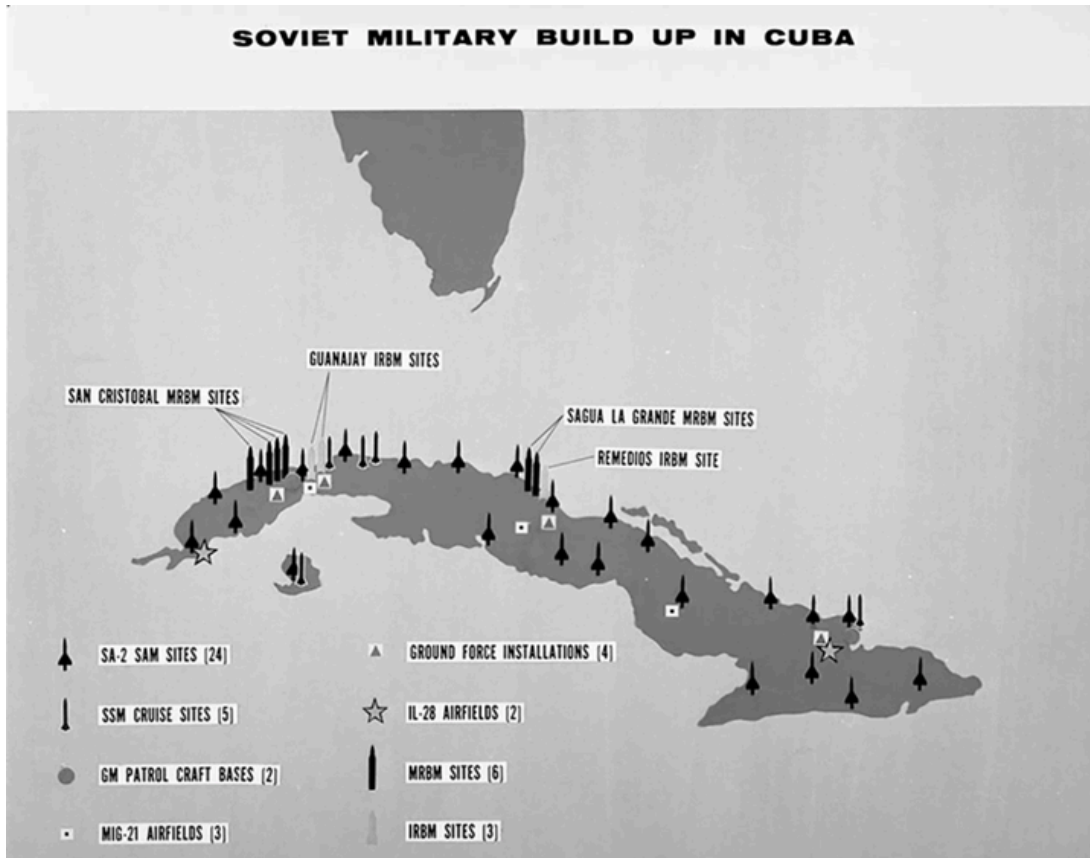 SOVIET MILITARY BUILD UP IN CUBA
GUANAJAY IRBM SITES
SAN CRISTOBAL MRBM SITES
SAGUA LA GRANDE MRBM SITES
REMEDIOS IRBM SITE
SA-2 SAM SITES (24)
SSM CRUISE SITES (5)
GM PATROL CRAFT BASES (2)
MIG-21 AIRFIELDS (3)
GROUND FORCE INSTALLATIONS (4)
IL-28 AIRFIELDS (2)
MRBM SITES (6)
IRBM SITES (3)